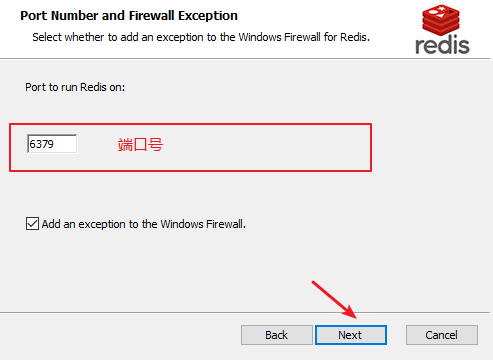 Port Number and Firewall Exception
Select whether to add an exception to the Windows Firewall for Redis.
redis
Port to run Redis on:
6379 端口号
Add an exception to the Windows Firewall.
Back Next Cancel